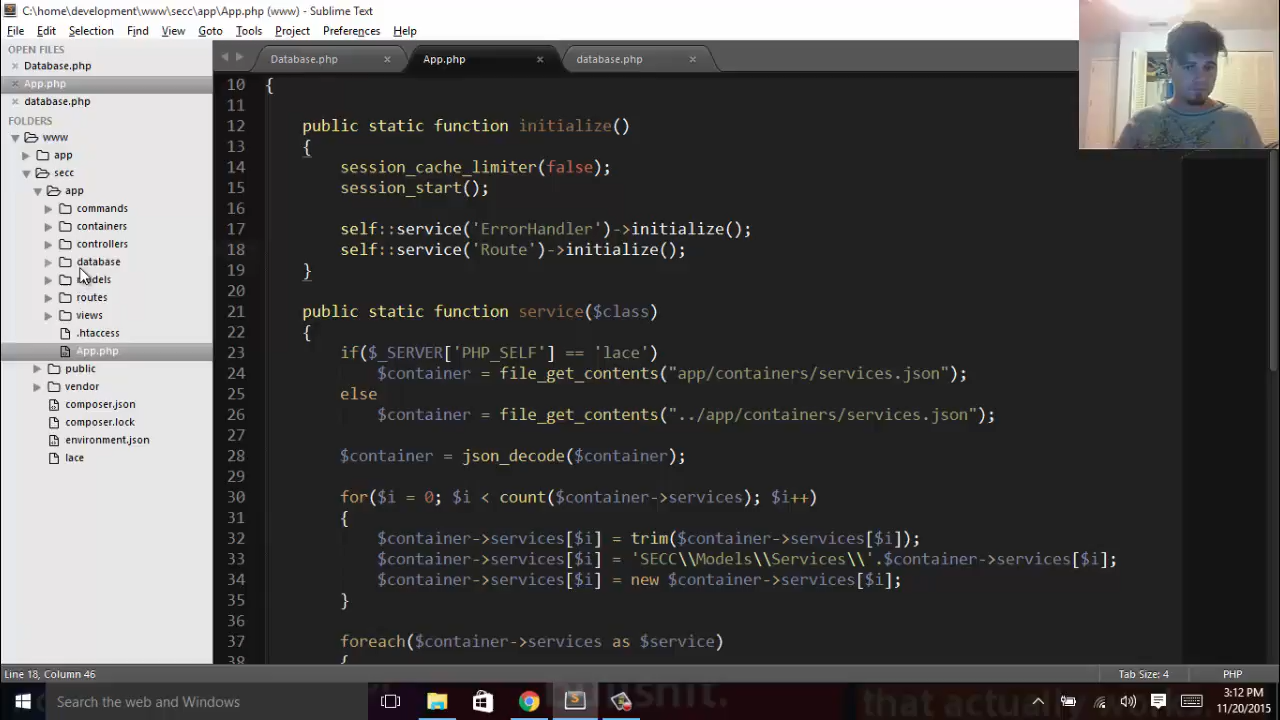 C:\home\development\www\secc\app\App.php (www) - Sublime Text
File Edit Selection Find View Goto Tools Project Preferences Help
OPEN FILES
Database.php
App.php
database.php
FOLDERS
www
app
secc
app
commands
containers
controllers
database
models
routes
views
.htaccess
App.php
public
vendor
composer.json
composer.lock
environment.json
lace
Database.php App.php database.php
10 {
11
12 public static function initialize()
13 {
14 session_cache_limiter(false);
15 session_start();
16
17 self::service('ErrorHandler')->initialize();
18 self::service('Route')->initialize();
19 }
20
21 public static function service($class)
22 {
23 if($_SERVER['PHP_SELF'] == 'lace')
24 $container = file_get_contents("app/containers/services.json");
25 else
26 $container = file_get_contents("../app/containers/services.json");
27
28 $container = json_decode($container);
29
30 for($i = 0; $i < count($container->services); $i++)
31 {
32 $container->services[$i] = trim($container->services[$i]);
33 $container->services[$i] = 'SECC\\Models\\Services\\'.$container->services[$i];
34 $container->services[$i] = new $container->services[$i];
35 }
36
37 foreach($container->services as $service)
38 {
Line 18, Column 46 Tab Size: 4 PHP
Search the web and Windows
3:12 PM
11/20/2015